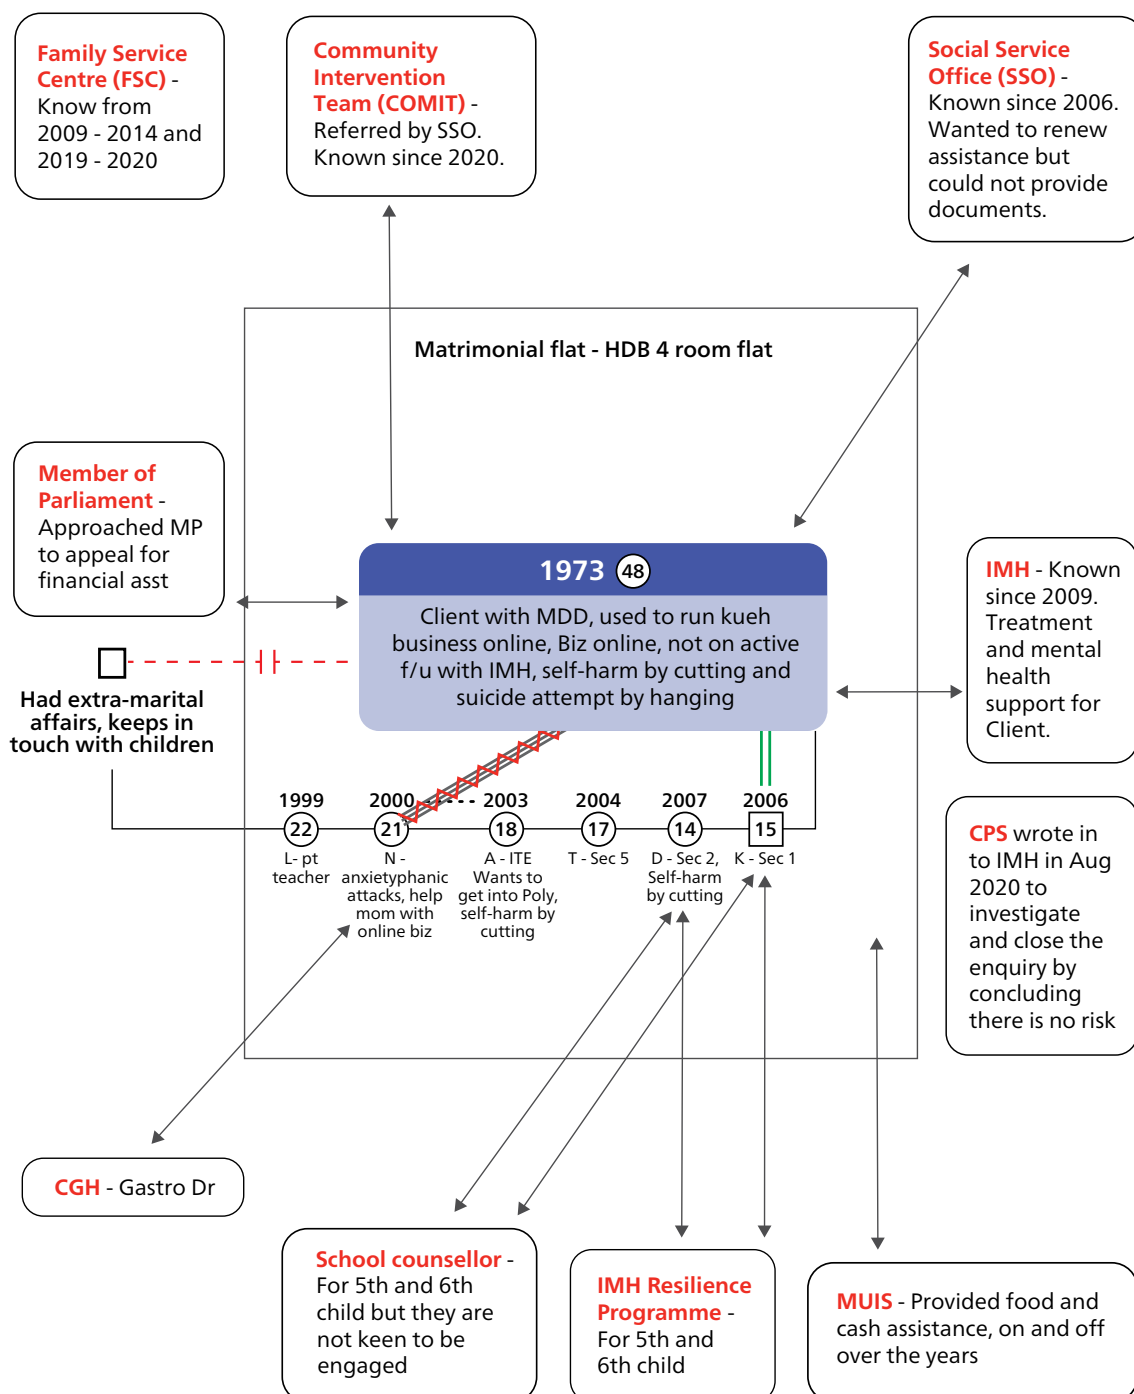 Family Service
Centre (FSC) -
Know from
2009 - 2014 and
2019 - 2020
Community
Intervention
Team (COMIT) -
Referred by SSO.
Known since 2020.
Social Service
Office (SSO) -
Known since 2006.
Wanted to renew
assistance but
could not provide
documents.
Matrimonial flat - HDB 4 room flat
Member of
Parliament -
Approached MP
to appeal for
financial asst
1973 48
Client with MDD, used to run kueh
business online, Biz online, not on active
f/u with IMH, self-harm by cutting and
suicide attempt by hanging
IMH - Known
since 2009.
Treatment
and mental
health
support for
Client.
Had extra-marital
affairs, keeps in
touch with children
1999
22
L- pt
teacher
2000
21
N -
anxietyphanic
attacks, help
mom with
online biz
2003
18
A - ITE
Wants to
get into Poly,
self-harm by
cutting
2004
17
T - Sec 5
2007
14
D - Sec 2,
Self-harm
by cutting
2006
15
K - Sec 1
CPS wrote in
to IMH in Aug
2020 to
investigate
and close the
enquiry by
concluding
there is no risk
CGH - Gastro Dr
School counsellor -
For 5th and 6th
child but they are
not keen to be
engaged
IMH Resilience
Programme -
For 5th and
6th child
MUIS - Provided food and
cash assistance, on and off
over the years